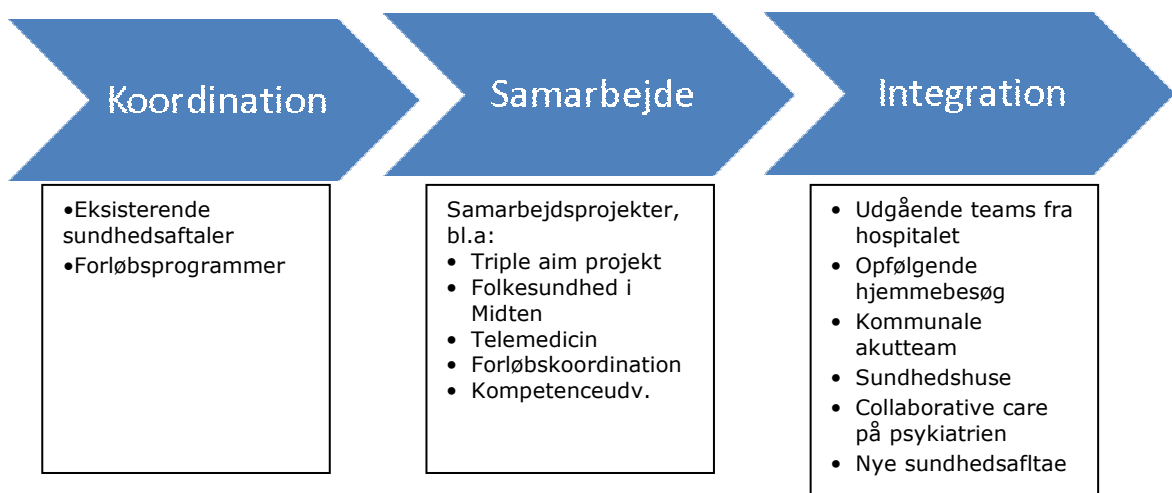 Koordination
•Eksisterende
sundhedsaftaler
•Forløbsprogrammer
Samarbejde
Samarbejdsprojekter,
bl.a:
• Triple aim projekt
• Folkesundhed i
Midten
• Telemedicin
• Forløbskoordination
• Kompetenceudv.
Integration
• Udgående teams fra
hospitalet
• Opfølgende
hjemmebesøg
• Kommunale
akutteam
• Sundhedshuse
• Collaborative care
på psykiatrien
• Nye sundhedsafltae